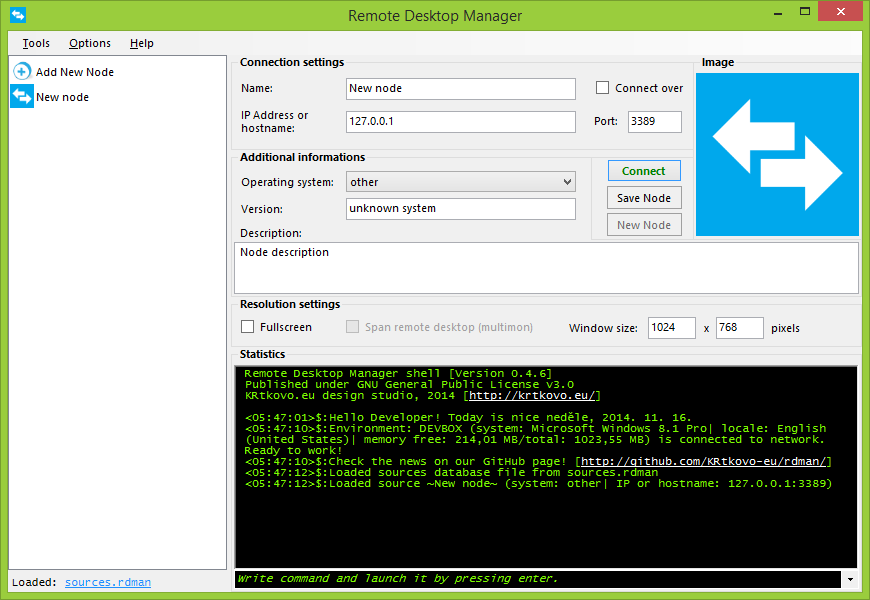 Remote Desktop Manager
Tools Options Help
Add New Node
New node
Connection settings
Name: New node Connect over
IP Address or hostname: 127.0.0.1 Port: 3389
Image
Additional informations
Operating system: other
Version: unknown system
Connect
Save Node
New Node
Description:
Node description
Resolution settings
Fullscreen Span remote desktop (multimon) Window size: 1024 x 768 pixels
Statistics
Remote Desktop Manager shell [Version 0.4.6]
Published under GNU General Public License v3.0
KRtkovo.eu design studio, 2014 [http://krtkovo.eu/]
<05:47:01>$:Hello Developer! Today is nice neděle, 2014. 11. 16.
<05:47:10>$:Environment: DEVBOX (system: Microsoft Windows 8.1 Pro| locale: English
(United States)| memory free: 214,01 MB/total: 1023,55 MB) is connected to network.
Ready to work!
<05:47:10>$:Check the news on our GitHub page! [http://github.com/KRtkovo-eu/rdman/]
<05:47:12>$:Loaded sources database file from sources.rdman
<05:47:12>$:Loaded source ~New node~ (system: other| IP or hostname: 127.0.0.1:3389)
Write command and launch it by pressing enter.
Loaded: sources.rdman